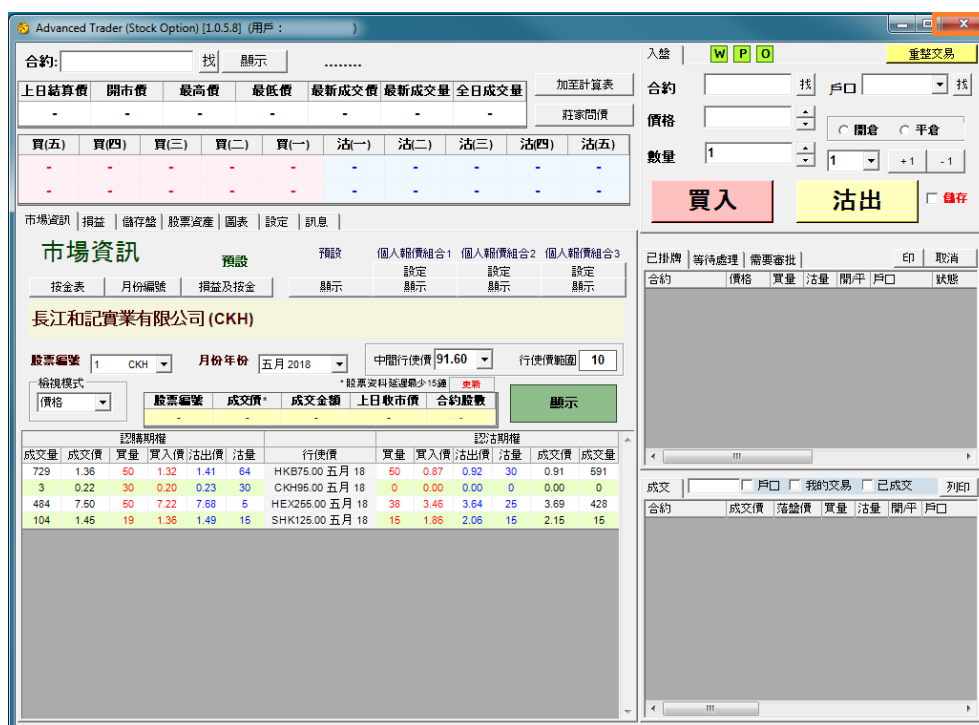 Advanced Trader (Stock Option) [1.0.5.8] (用戶： )
合約: 找 顯示 ........
上日結算價 開市價 最高價 最低價 最新成交價 最新成交量 全日成交量 加至計算表
- - - - - - - 莊家問價
買(五) 買(四) 買(三) 買(二) 買(一) 沽(一) 沽(二) 沽(三) 沽(四) 沽(五)
- - - - - - - - - -
- - - - - - - - - -
入盤 W P O 重整交易
合約 找 戶口 找
價格 開倉 平倉
數量 1 1 +1 -1
買入 沽出 儲存
市場資訊 損益 儲存盤 股票資產 圖表 設定 訊息
市場資訊 預設 預設 個人報價組合1 個人報價組合2 個人報價組合3
設定 設定 設定
按金表 月份編號 損益及按金 顯示 顯示 顯示 顯示
長江和記實業有限公司 (CKH)
股票編號 1 CKH 月份年份 五月 2018 中間行使價 91.60 行使價範圍 10
檢視模式 * 股票資料延遲最少15鐘 更新
價格 股票編號 成交價* 成交金額 上日收市價 合約股數 顯示
- - - - -
認購期權 認沽期權
成交量 成交價 買量 買入價 沽出價 沽量 行使價 買量 買入價 沽出價 沽量 成交價 成交量
729 1.36 50 1.32 1.41 64 HKB75.00 五月 18 50 0.87 0.92 30 0.91 591
3 0.22 30 0.20 0.23 30 CKH95.00 五月 18 0 0.00 0.00 0 0.00 0
484 7.50 50 7.22 7.68 5 HEX255.00 五月 18 38 3.46 3.64 25 3.69 428
104 1.45 19 1.36 1.49 15 SHK125.00 五月 18 15 1.86 2.06 15 2.15 15
已掛牌 等待處理 需要審批 印 取消
合約 價格 買量 沽量 開/平 戶口 狀態
成交 戶口 我的交易 已成交 列印
合約 成交價 落盤價 買量 沽量 開/平 戶口